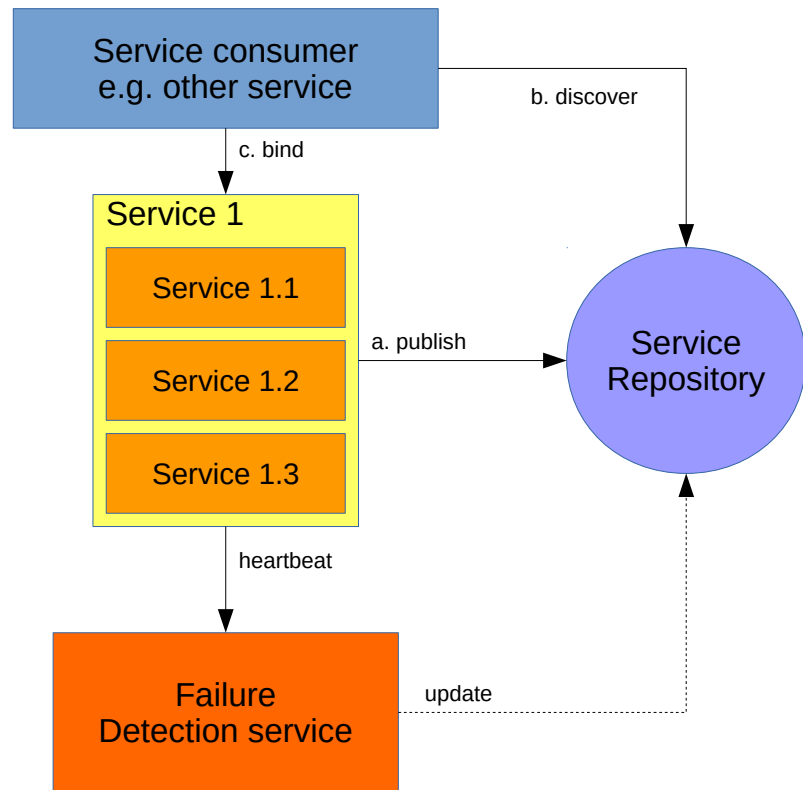 Service consumer
e.g. other service
b. discover
c. bind
Service 1
Service 1.1
a. publish
Service
Repository
Service 1.2
Service 1.3
heartbeat
Failure
Detection service
update